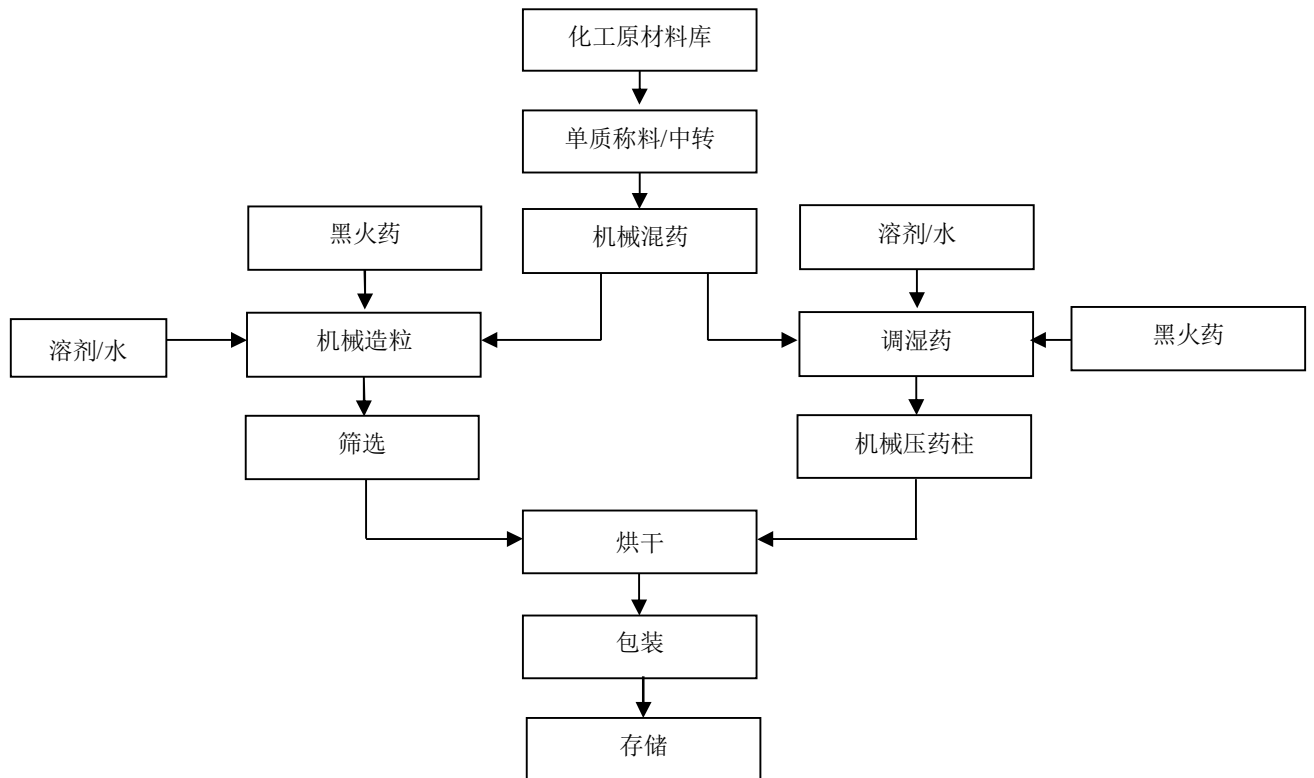 化工原材料库
单质称料/中转
机械混药
黑火药
溶剂/水
机械造粒
调湿药
黑火药
溶剂/水
筛选
机械压药柱
烘干
包装
存储